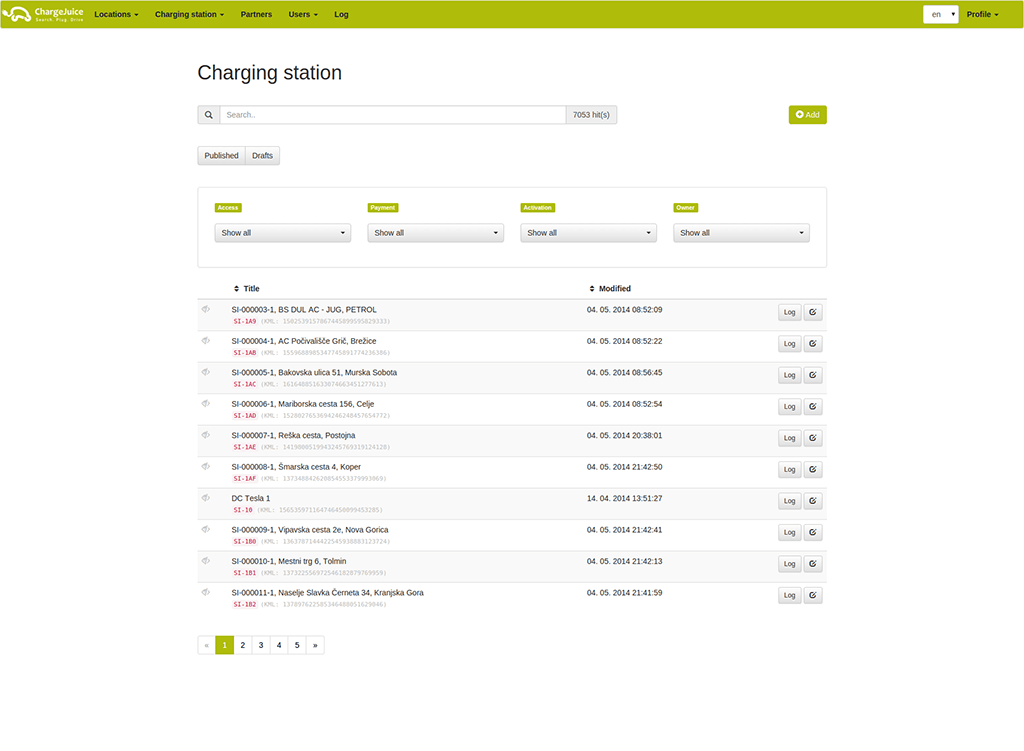 ChargeJuice
Search. Plug. Drive
Locations Charging station Partners Users Log en Profile
Charging station
Search.. 7053 hit(s) Add
Published Drafts
Access Payment Activation Owner
Show all Show all Show all Show all
Title Modified
SI-000003-1, BS DUL AC - JUG, PETROL 04. 05. 2014 08:52:09 Log
SI-1A9 (KML:
SI-000004-1, AC Počivališče Grič, Brežice 04. 05. 2014 08:52:22 Log
SI-1AB (KML:
SI-000005-1, Bakovska ulica 51, Murska Sobota 04. 05. 2014 08:56:45 Log
SI-1AC (KML:
SI-000006-1, Mariborska cesta 156, Celje 04. 05. 2014 08:52:54 Log
SI-1AD (KML:
SI-000007-1, Reška cesta, Postojna 04. 05. 2014 20:38:01 Log
SI-1AE (KML:
SI-000008-1, Šmarska cesta 4, Koper 04. 05. 2014 21:42:50 Log
SI-1AF (KML:
DC Tesla 1 14. 04. 2014 13:51:27 Log
SI-10 (KML:
SI-000009-1, Vipavska cesta 2e, Nova Gorica 04. 05. 2014 21:42:41 Log
SI-1B0 (KML:
SI-000010-1, Mestni trg 6, Tolmin 04. 05. 2014 21:42:13 Log
SI-1B1 (KML:
SI-000011-1, Naselje Slavka Černeta 34, Kranjska Gora 04. 05. 2014 21:41:59 Log
SI-1B2 (KML:
« 1 2 3 4 5 »